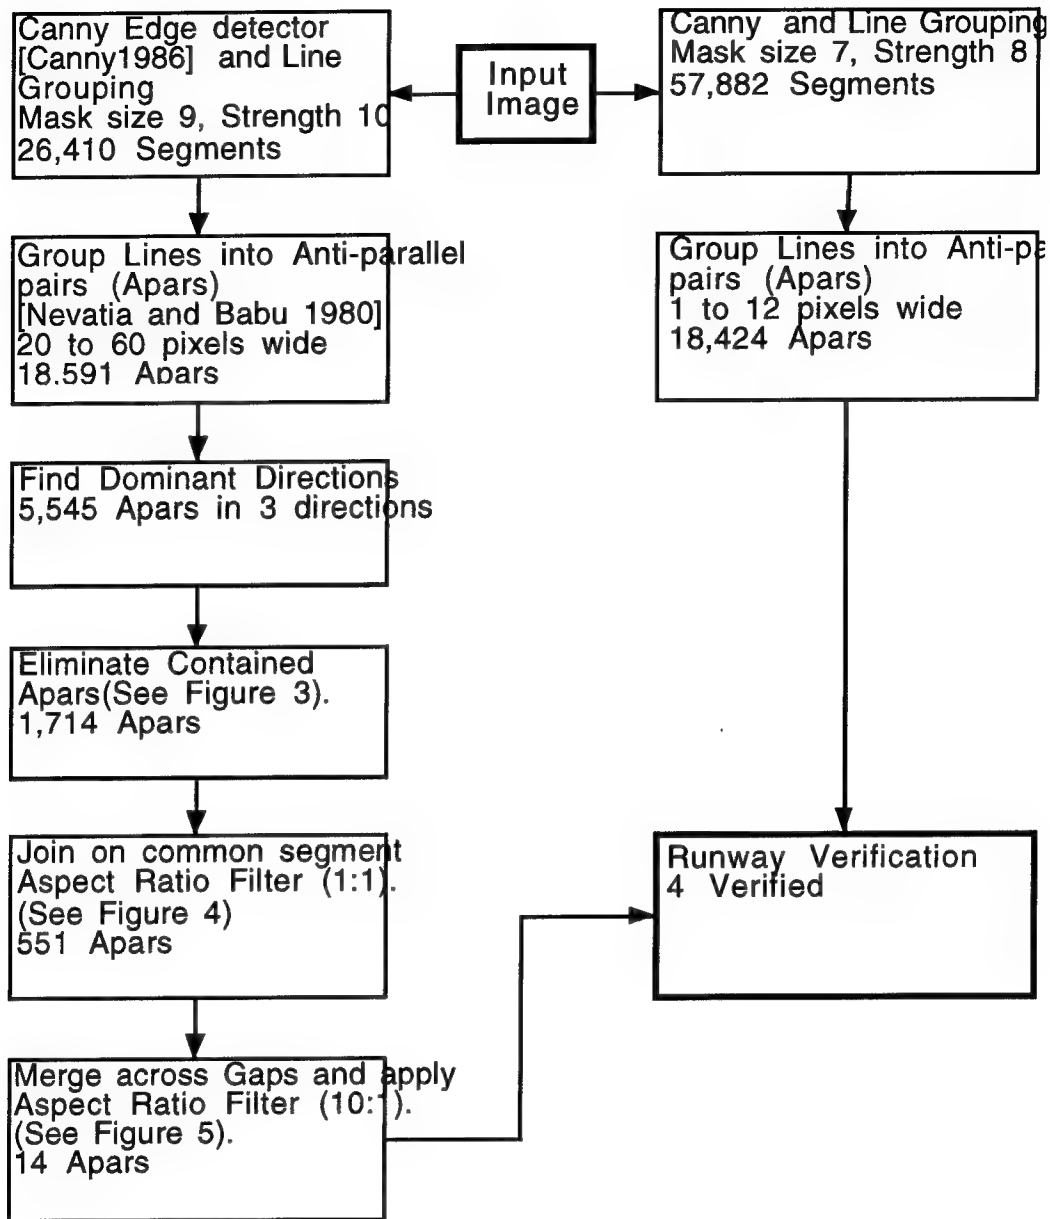 Canny Edge detector
[Canny1986] and Line
Grouping
Mask size 9, Strength 10
26,410 Segments
Input
Image
Canny and Line Grouping
Mask size 7, Strength 8
57,882 Segments
Group Lines into Anti-parallel
pairs (Apars)
[Nevatia and Babu 1980]
20 to 60 pixels wide
18.591 Apars
Group Lines into Anti-pa
pairs (Apars)
1 to 12 pixels wide
18,424 Apars
Find Dominant Directions
5,545 Apars in 3 directions
Eliminate Contained
Apars(See Figure 3).
1,714 Apars
Join on common segment
Aspect Ratio Filter (1:1).
(See Figure 4)
551 Apars
Runway Verification
4 Verified
Merge across Gaps and apply
Aspect Ratio Filter (10:1).
(See Figure 5).
14 Apars